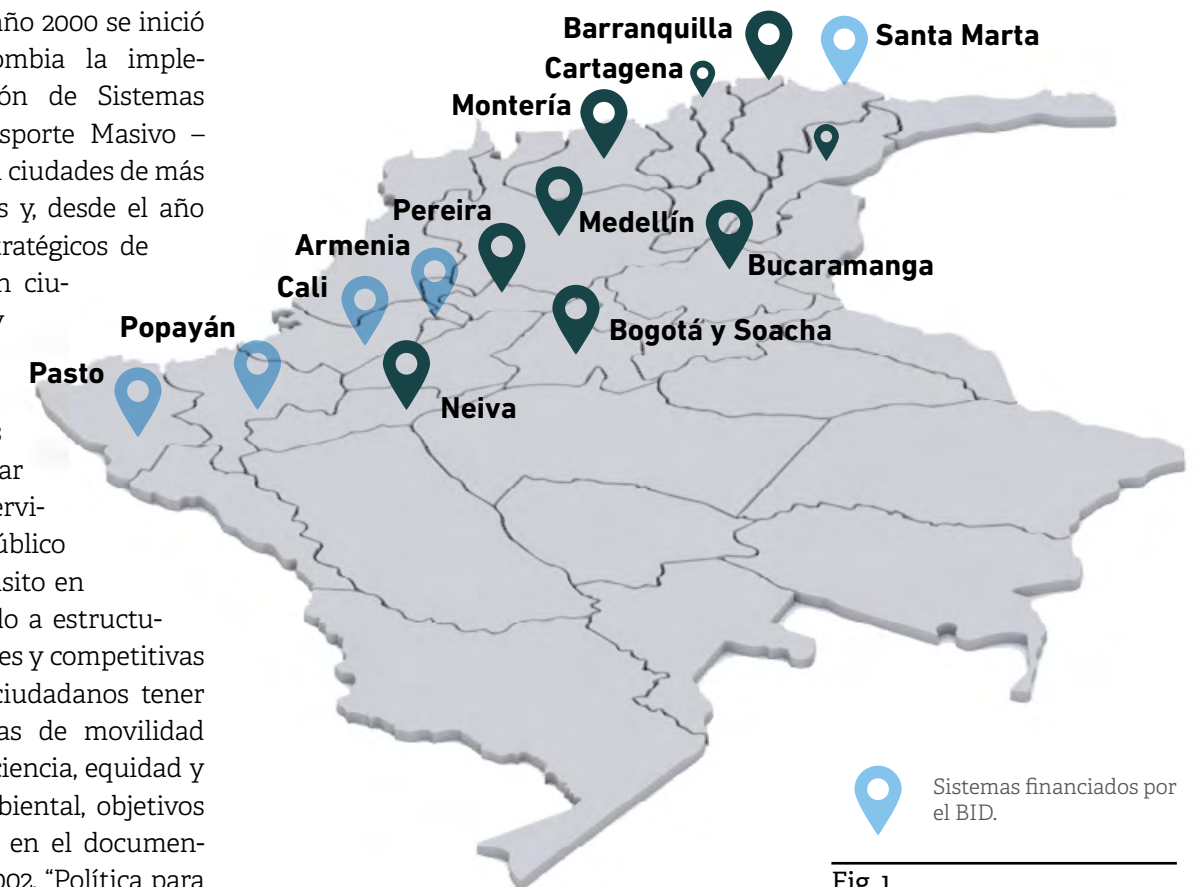 año 2000 se inició
ombia la imple-
ón de Sistemas
sporte Masivo –
ciudades de más
s y, desde el año
tratégicos de
n ciu-
y
s
ar
ervi-
úblico
sito en
do a estructu-
es y competitivas
ciudadanos tener
as de movilidad
ciencia, equidad y
biental, objetivos
en el documen-
002, “Política para
Barranquilla
Santa Marta
Cartagena
Montería
Pereira
Medellín
Armenia
Bucaramanga
Cali
Popayán
Bogotá y Soacha
Pasto
Neiva
Sistemas financiados por
el BID.
Fig. 1